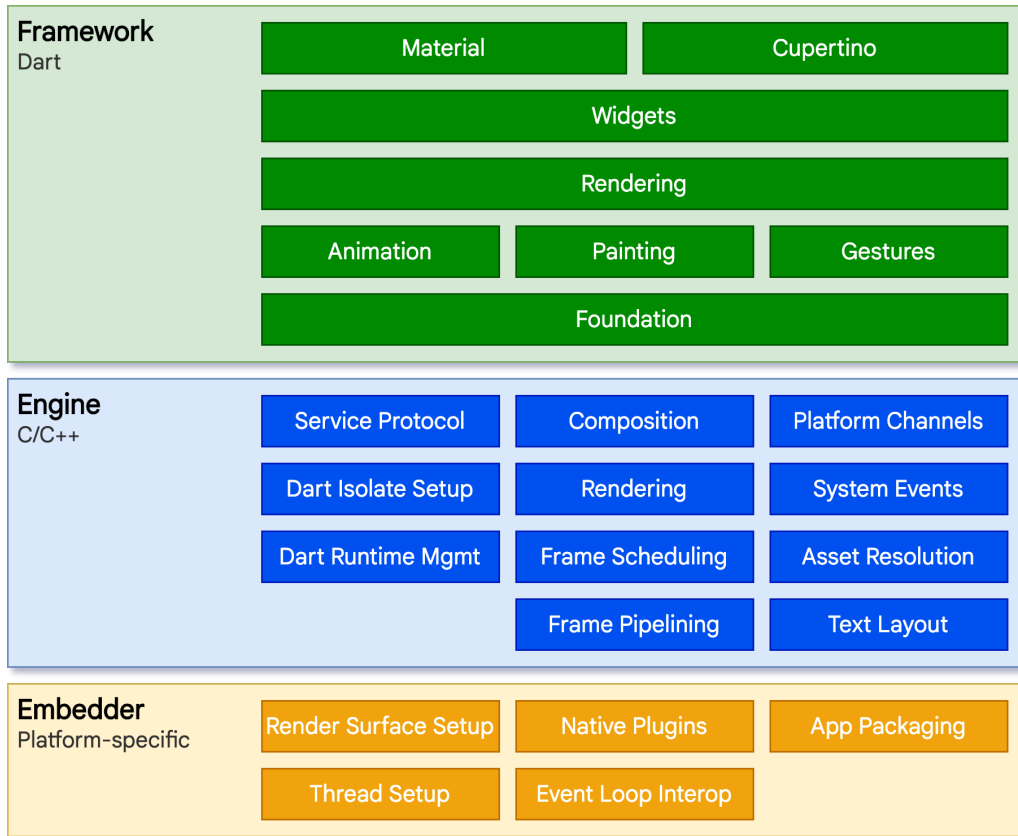 Framework
Dart
Material
Cupertino
Widgets
Rendering
Animation
Painting
Gestures
Foundation
Engine
C/C++
Service Protocol
Composition
Platform Channels
Dart Isolate Setup
Rendering
System Events
Dart Runtime Mgmt
Frame Scheduling
Asset Resolution
Frame Pipelining
Text Layout
Embedder
Platform-specific
Render Surface Setup
Native Plugins
App Packaging
Thread Setup
Event Loop Interop